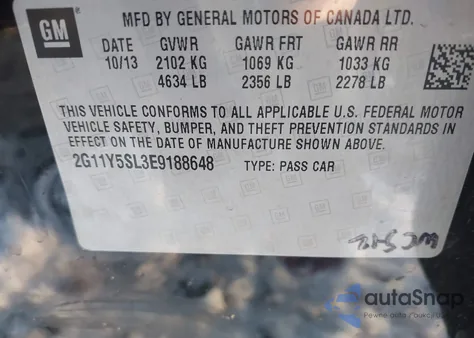 GM
MFD BY GENERAL MOTORS OF CANADA LTD.
DATE GVWR GAWR FRT GAWR RR
10/13 2102 KG 1069 KG 1033 KG
4634 LB 2356 LB 2278 LB
THIS VEHICLE CONFORMS TO ALL APPLICABLE U.S. FEDERAL MOTOR
VEHICLE SAFETY, BUMPER, AND THEFT PREVENTION STANDARDS IN
EFFECT ON THE DATE OF MANUFACTURE SHOWN ABOVE.
2G11Y5SL3E9188648 TYPE: PASS CAR
autoSnap
Pewne auto